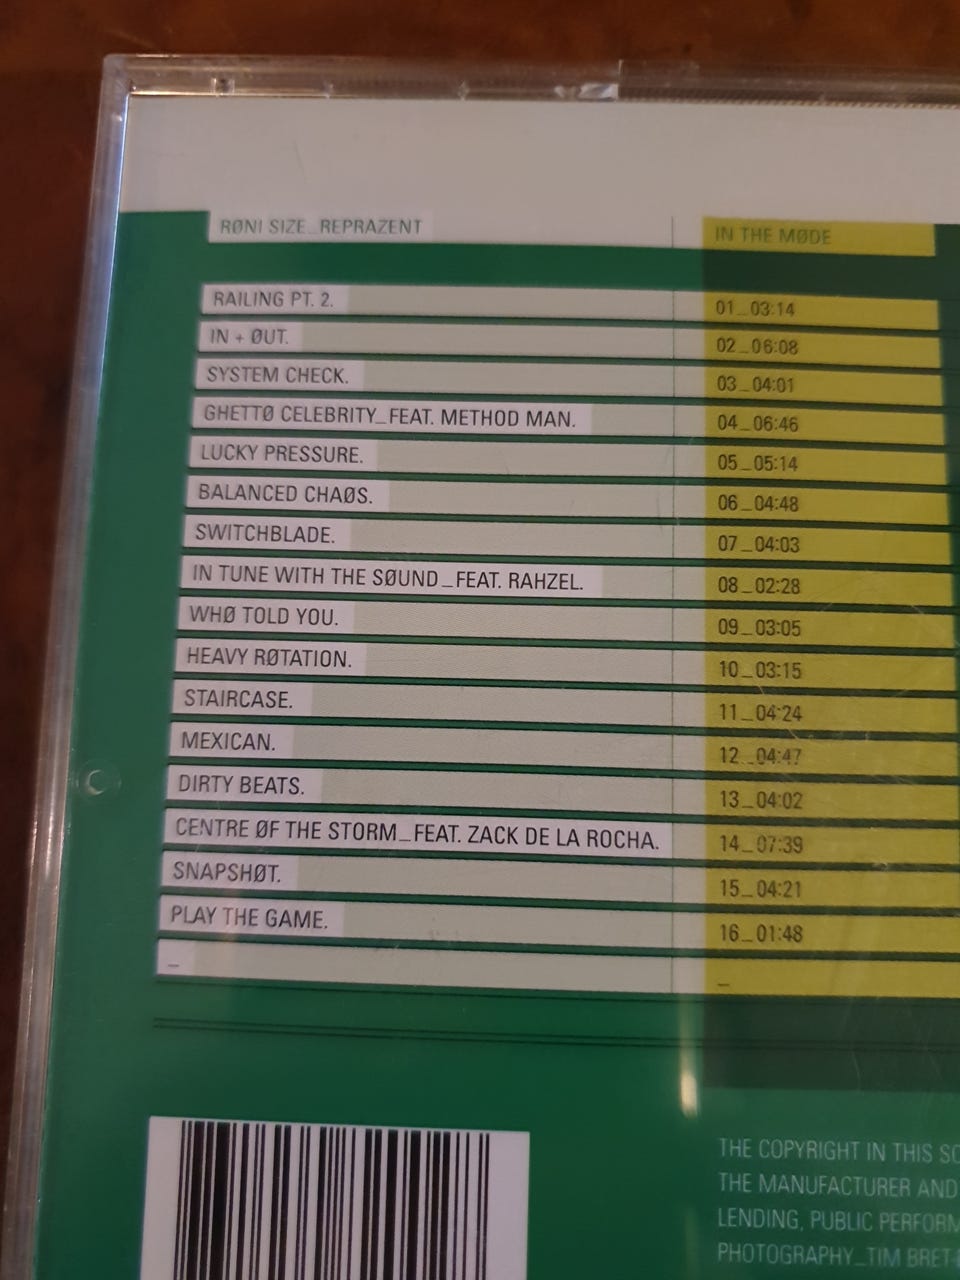 RØNI SIZE_REPRAZENT IN THE MØDE
RAILING PT. 2. 01_03:14
IN + ØUT. 02_06:08
SYSTEM CHECK. 03_04:01
GHETTØ CELEBRITY_FEAT. METHOD MAN. 04_06:46
LUCKY PRESSURE. 05_05:14
BALANCED CHAØS. 06_04:48
SWITCHBLADE. 07_04:03
IN TUNE WITH THE SØUND_FEAT. RAHZEL. 08_02:28
WHØ TOLD YOU. 09_03:05
HEAVY RØTATION. 10_03:15
STAIRCASE. 11_04:24
MEXICAN. 12_04:47
DIRTY BEATS. 13_04:02
CENTRE ØF THE STORM_FEAT. ZACK DE LA ROCHA. 14_07:39
SNAPSHØT. 15_04:21
PLAY THE GAME. 16_01:48
_ _
THE COPYRIGHT IN THIS
THE MANUFACTURER AND
LENDING, PUBLIC
PHOTOGRAPHY_TIM